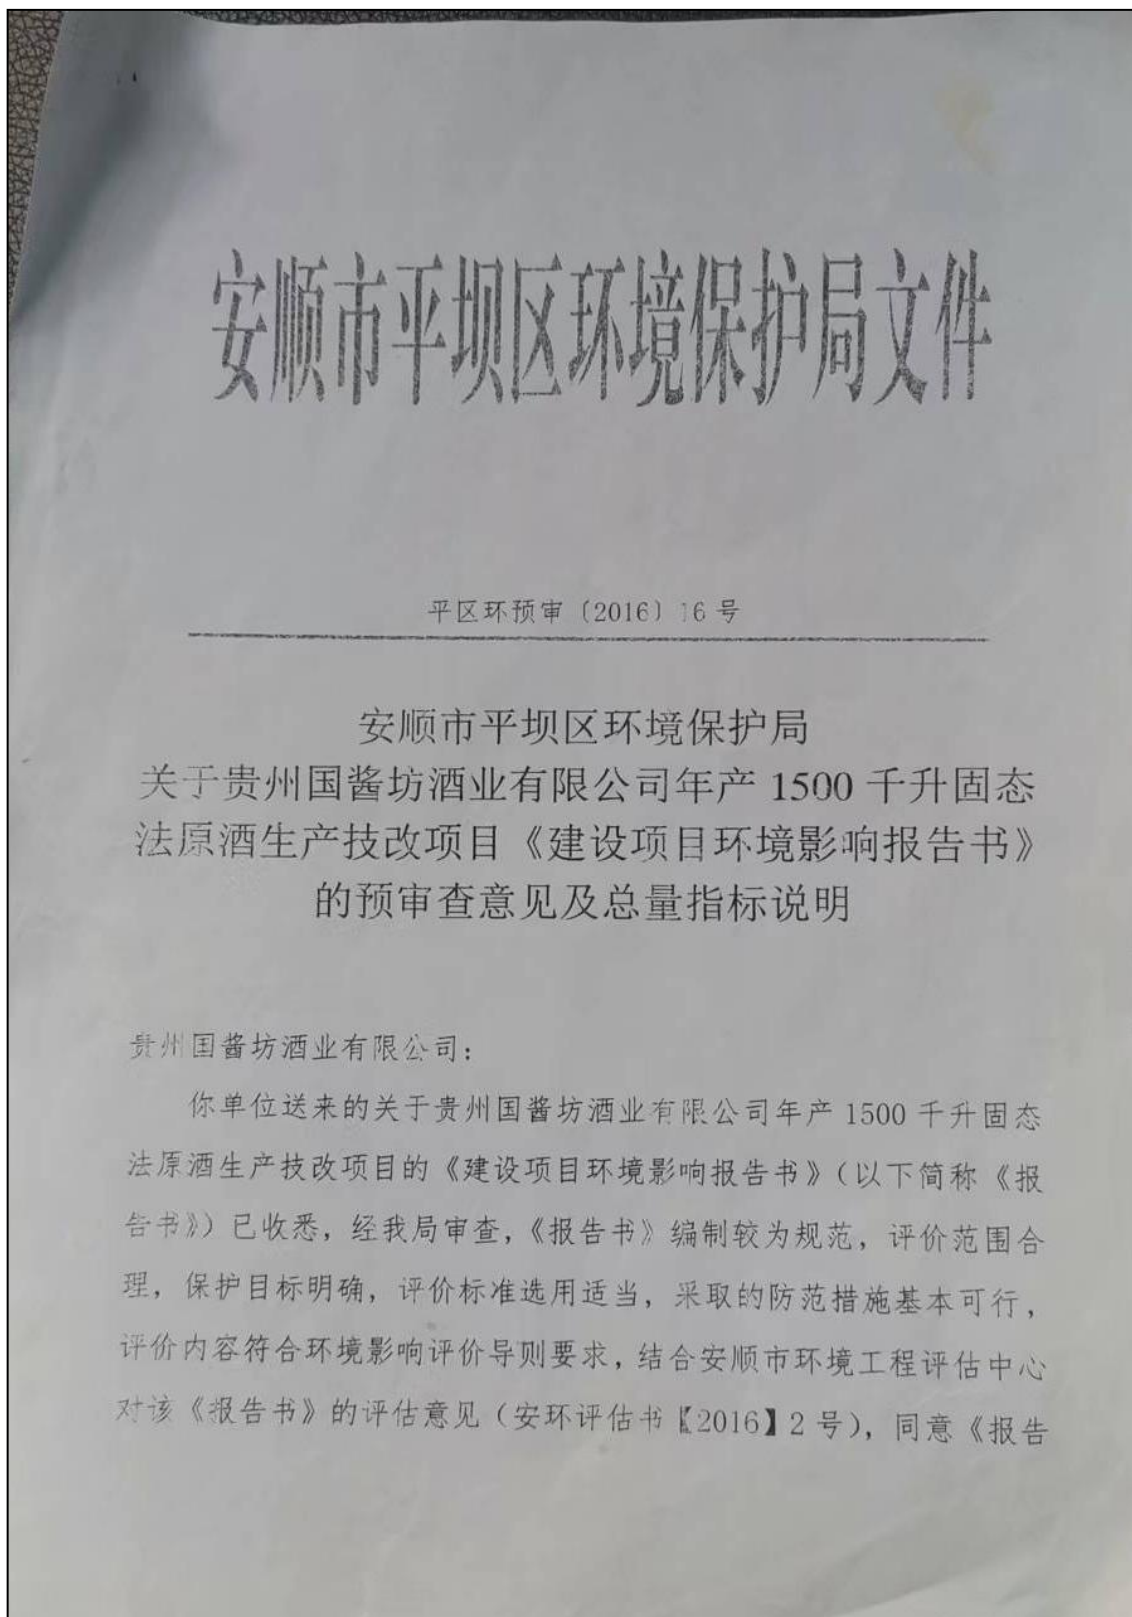 安顺市平坝区环境保护局文件
平区环预审〔2016〕16号
安顺市平坝区环境保护局
关于贵州国酱坊酒业有限公司年产1500千升固态
法原酒生产技改项目《建设项目环境影响报告书》
的预审查意见及总量指标说明
贵州国酱坊酒业有限公司：
你单位送来的关于贵州国酱坊酒业有限公司年产1500千升固态
法原酒生产技改项目的《建设项目环境影响报告书》（以下简称《报
告书》）已收悉，经我局审查，《报告书》编制较为规范，评价范围合
理，保护目标明确，评价标准选用适当，采取的防范措施基本可行，
评价内容符合环境影响评价导则要求，结合安顺市环境工程评估中心
对该《报告书》的评估意见（安环评估书【2016】2号），同意《报告